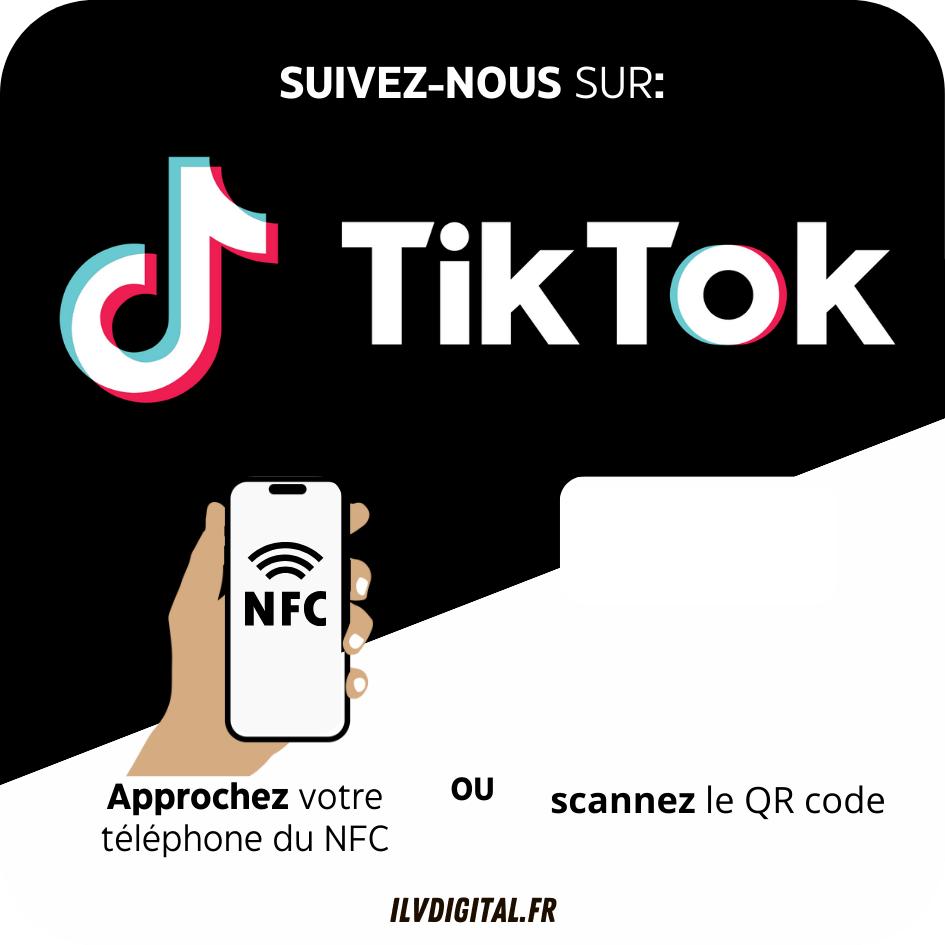 SUIVEZ-NOUS SUR:
TikTok
NFC
Approchez votre
téléphone du NFC
OU
scannez le QR code
ILVDIGITAL.FR